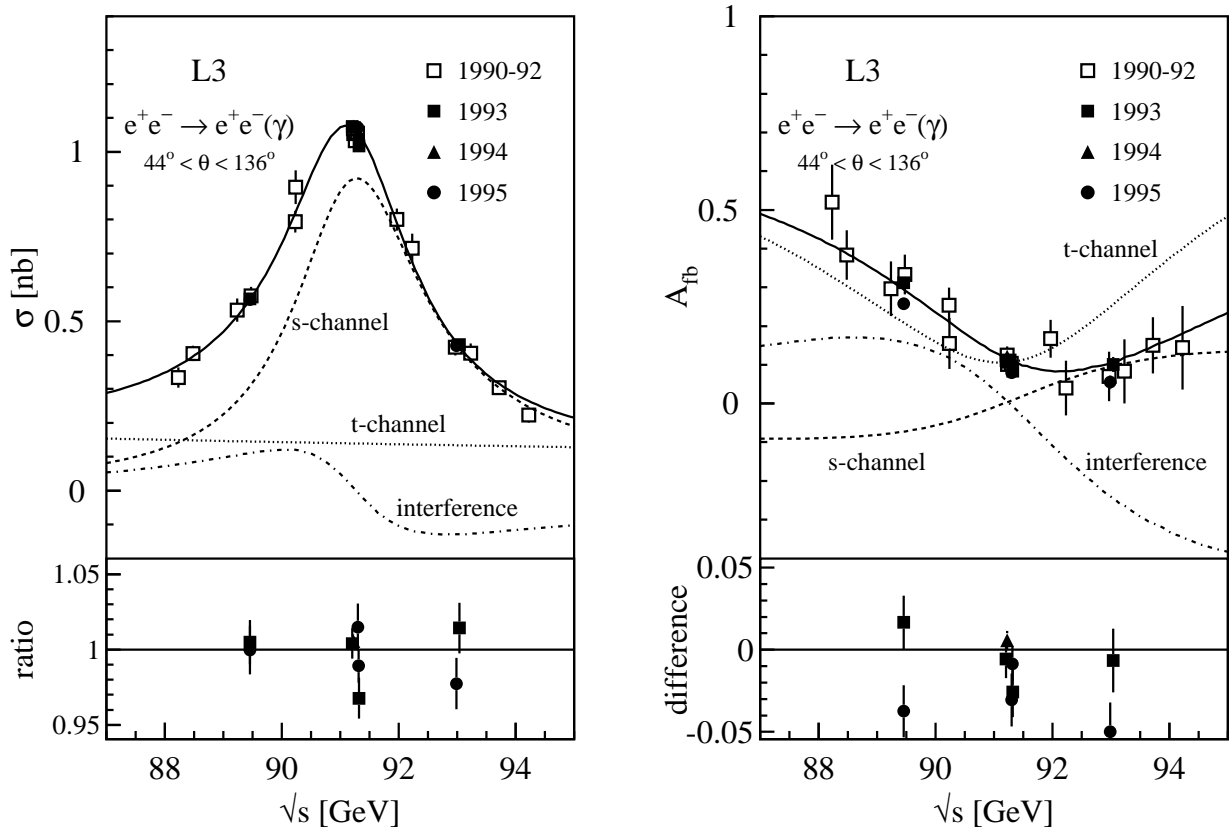 L3
e⁺e⁻ → e⁺e⁻(γ)
44° < θ < 136°
1990-92
1993
1994
1995
s-channel
t-channel
interference
σ [nb]
1
0.5
0
1.05
1
0.95
ratio
88 90 92 94
√s [GeV]
L3
e⁺e⁻ → e⁺e⁻(γ)
44° < θ < 136°
1990-92
1993
1994
1995
t-channel
s-channel
interference
A_fb
1
0.5
0
0.05
0
-0.05
difference
88 90 92 94
√s [GeV]